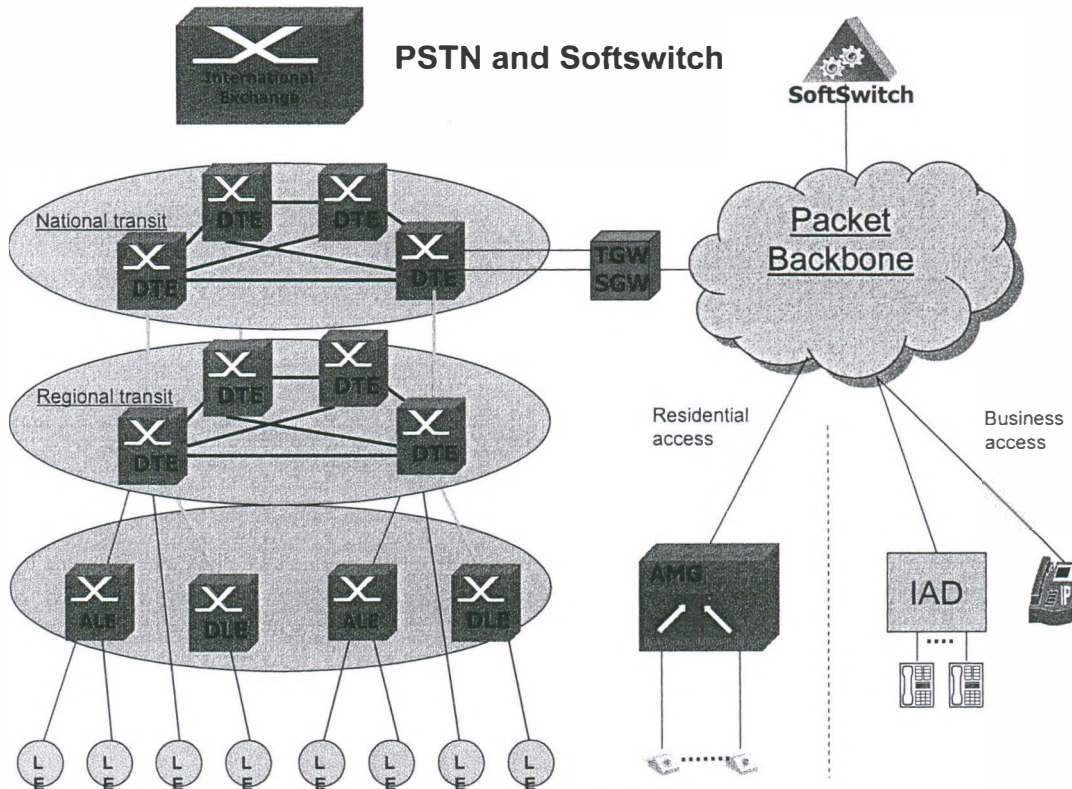 PSTN and Softswitch
International
Exchange
SoftSwitch
National transit
DTE
DTE
DTE
DTE
TGW
SGW
Packet
Backbone
Regional transit
DTE
DTE
DTE
DTE
Residential
access
Business
access
ALE
DLE
ALE
DLE
AMG
IAD
IP
L
E
L
E
L
E
L
E
L
E
L
E
L
E
L
E